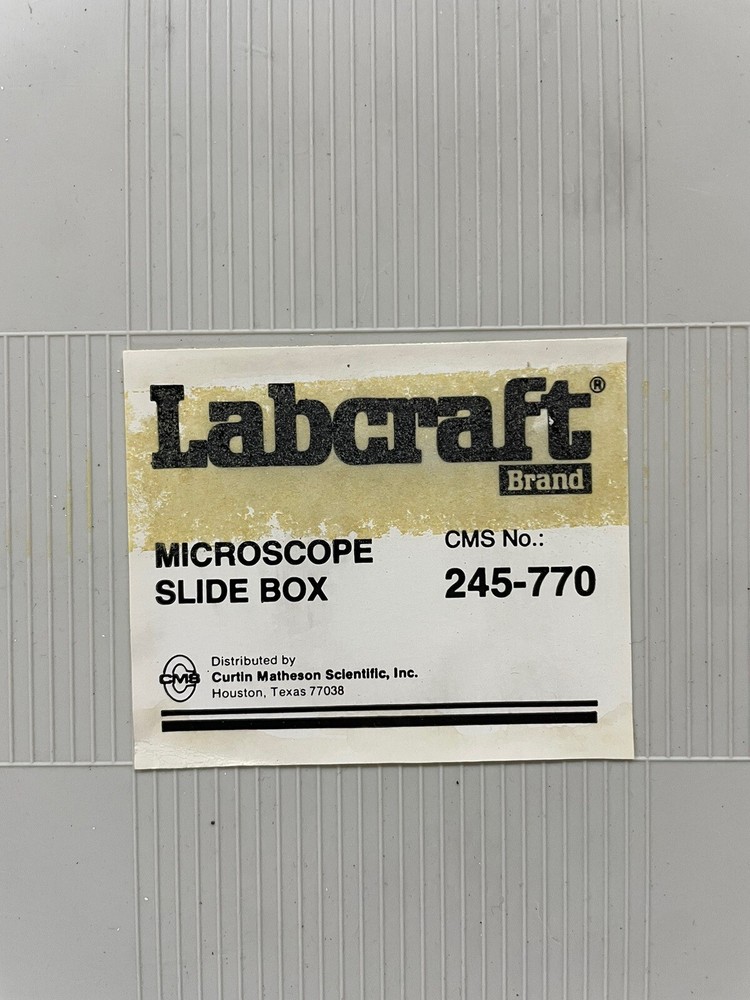 Labcraft®
Brand
MICROSCOPE
SLIDE BOX
CMS No.:
245-770
CMS
Distributed by
Curtin Matheson Scientific, Inc.
Houston, Texas 77038